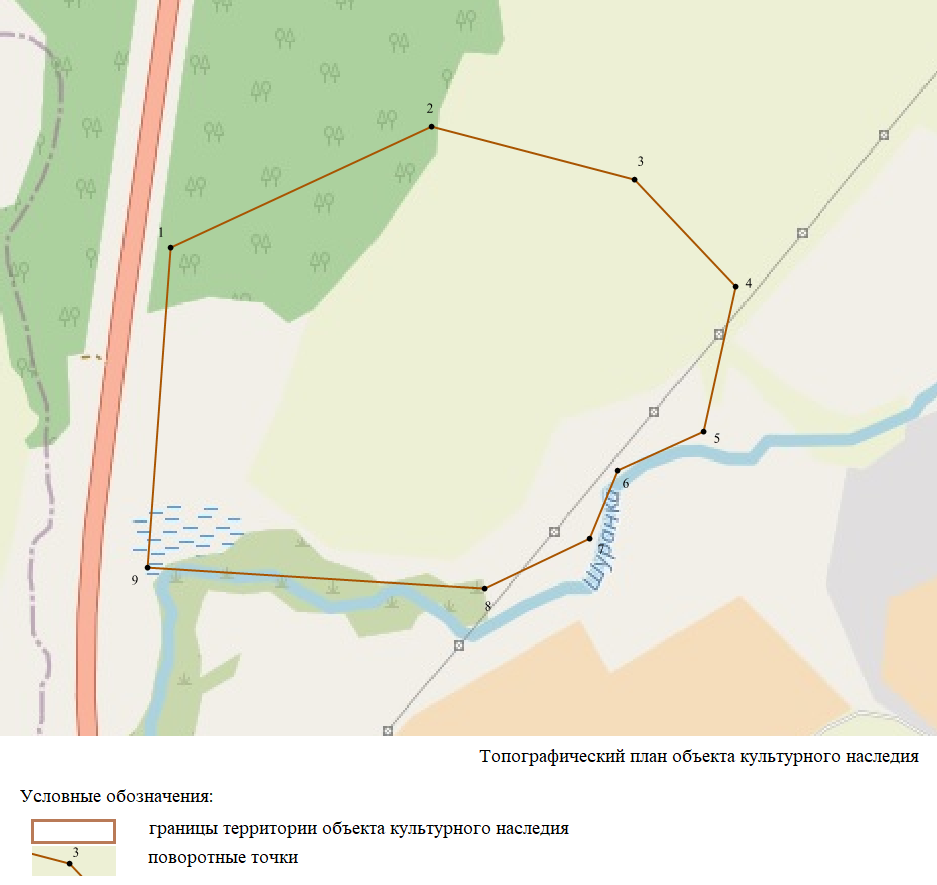 2
3
1
4
5
6
Шуранка
9
8
Топографический план объекта культурного наследия
Условные обозначения:
границы территории объекта культурного наследия
3
поворотные точки